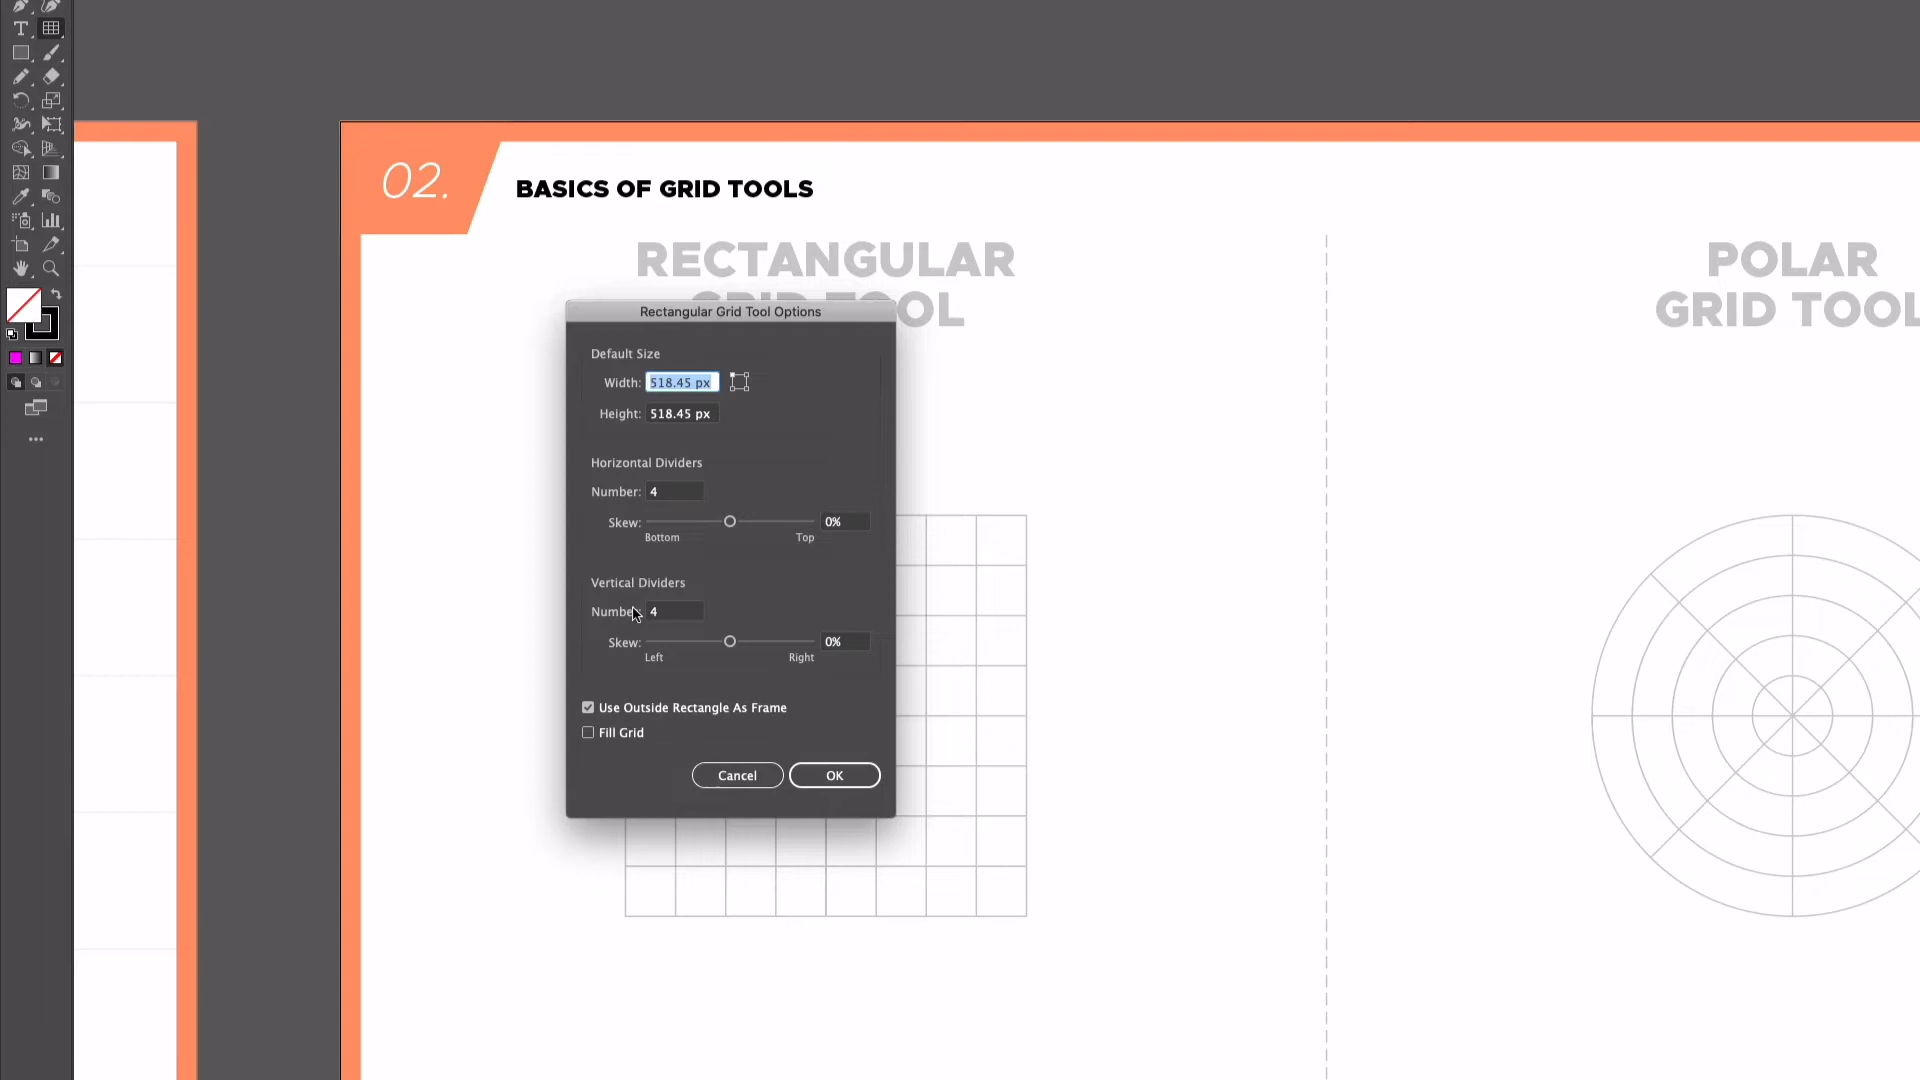 02.
BASICS OF GRID TOOLS
RECTANGULAR
GRID TOOL
POLAR
GRID TOOL
Rectangular Grid Tool Options
Default Size
Width: 518.45 px
Height: 518.45 px
Horizontal Dividers
Number: 4
Skew: 0%
Bottom Top
Vertical Dividers
Number: 4
Skew: 0%
Left Right
Use Outside Rectangle As Frame
Fill Grid
Cancel OK